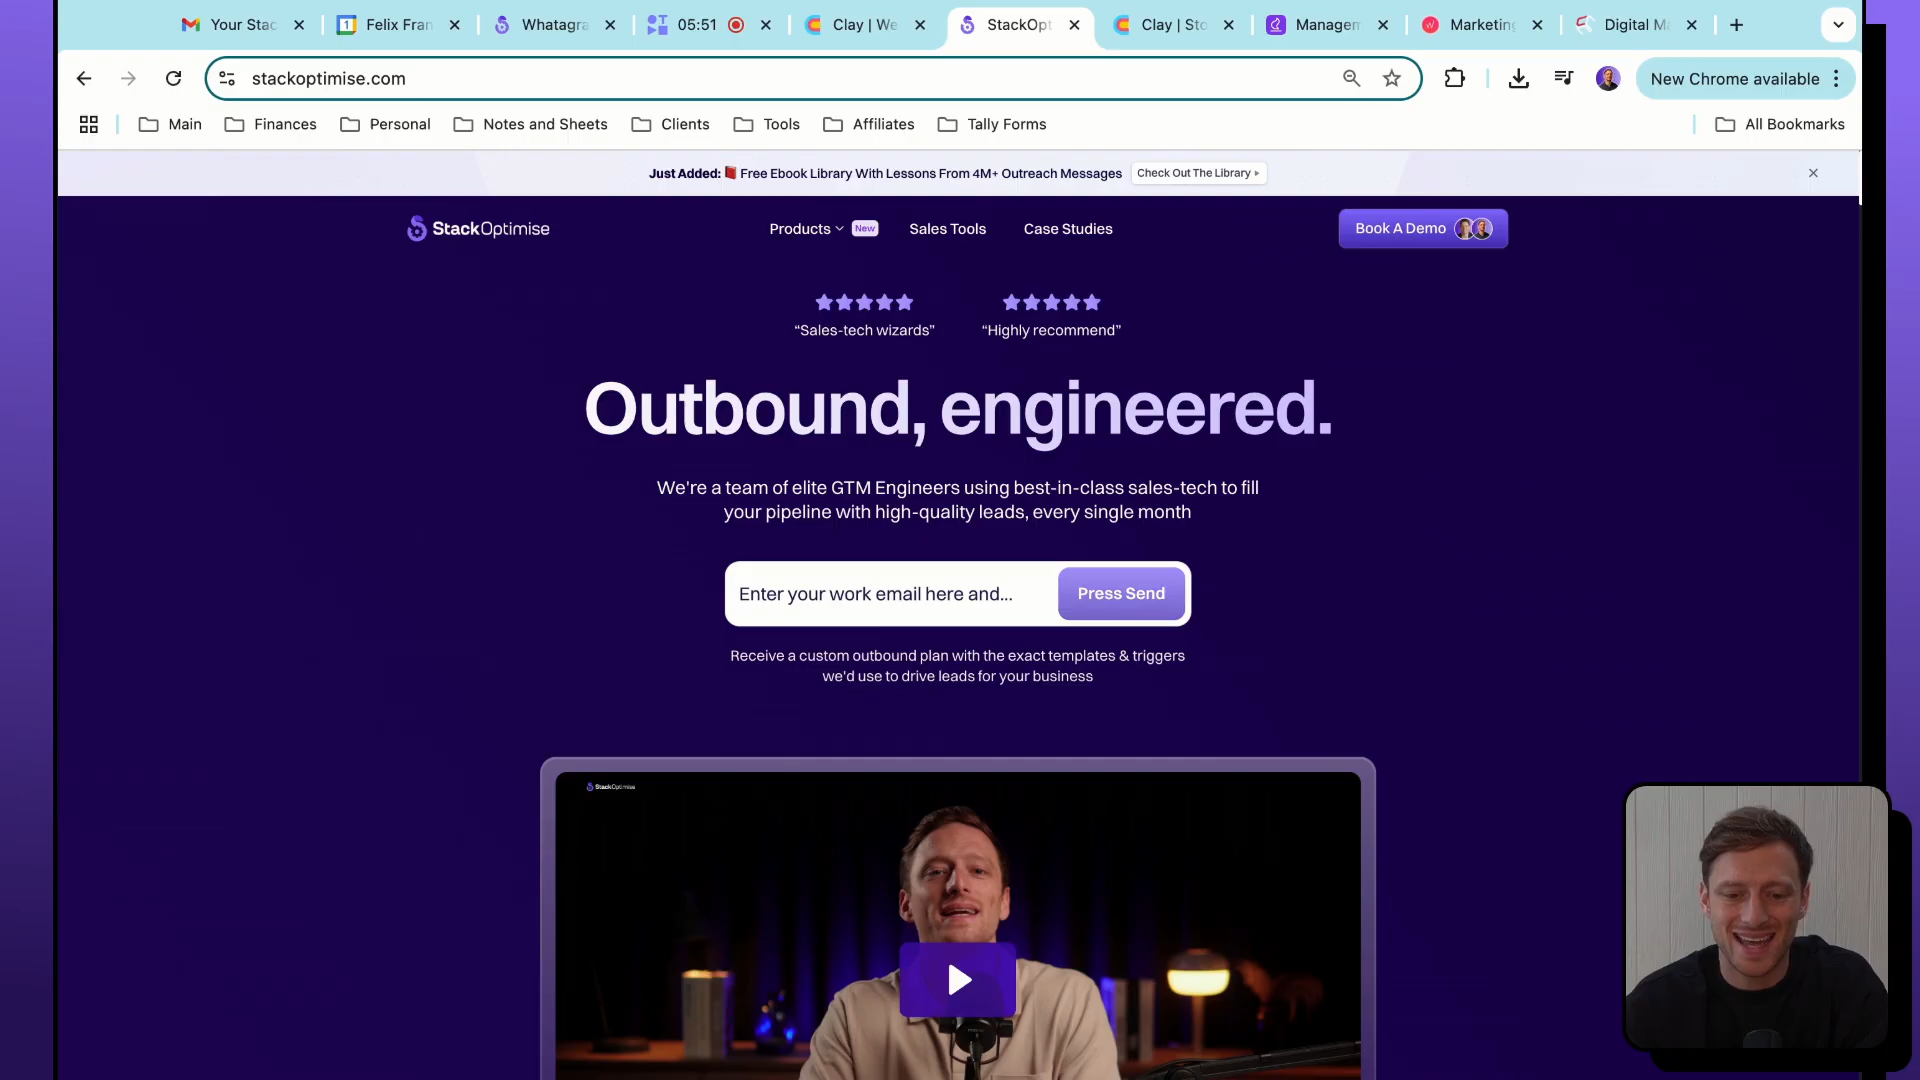 Your Stac
Felix Fran
Whatagra
05:51
Clay | We
StackOpt
Clay | Sto
Managem
Marketing
Digital Ma
stackoptimise.com
New Chrome available
Main
Finances
Personal
Notes and Sheets
Clients
Tools
Affiliates
Tally Forms
All Bookmarks
Just Added: Free Ebook Library With Lessons From 4M+ Outreach Messages
Check Out The Library ▸
StackOptimise
Products
New
Sales Tools
Case Studies
Book A Demo
“Sales-tech wizards”
“Highly recommend”
Outbound, engineered.
We're a team of elite GTM Engineers using best-in-class sales-tech to fill
your pipeline with high-quality leads, every single month
Enter your work email here and...
Press Send
Receive a custom outbound plan with the exact templates & triggers
we'd use to drive leads for your business
StackOptimise